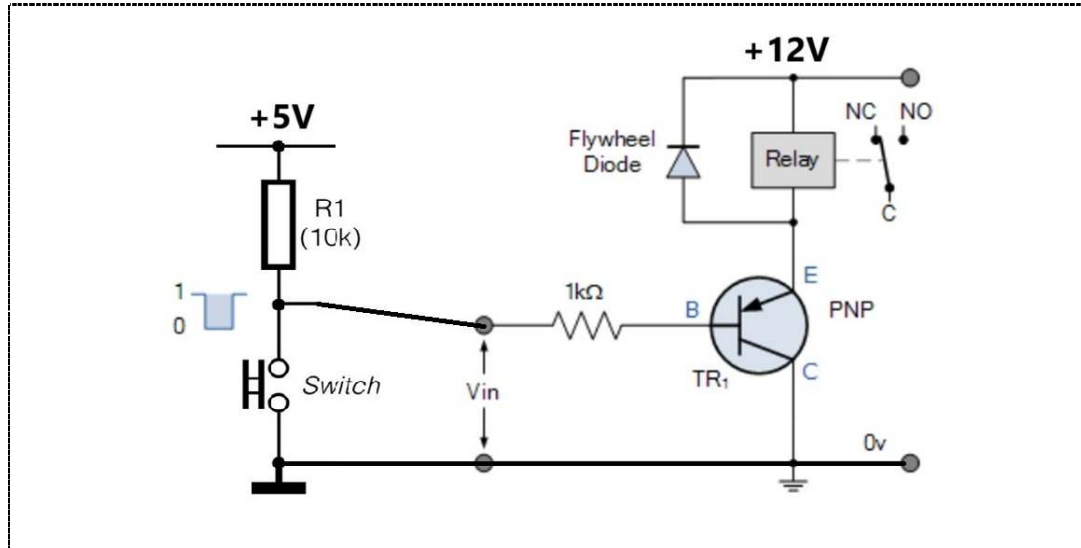 +12V
+5V
NC NO
Flywheel
Diode
Relay
C
R1
(10k)
1
0
1kΩ
B
E
PNP
TR₁
C
Switch
Vin
0v